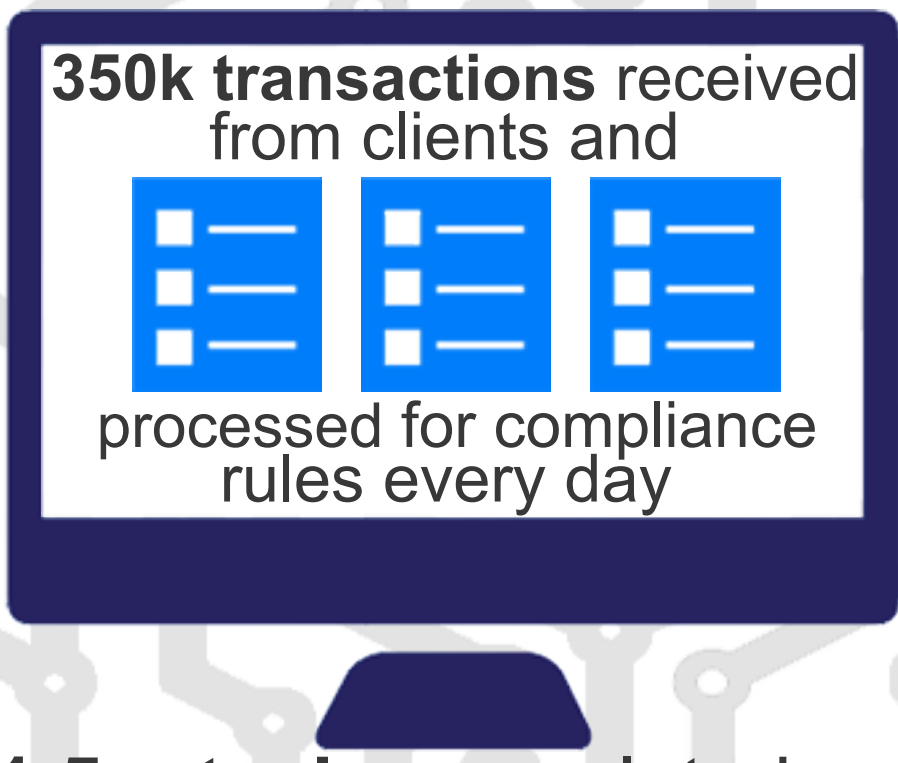 350k transactions received
from clients and
processed for compliance
rules every day